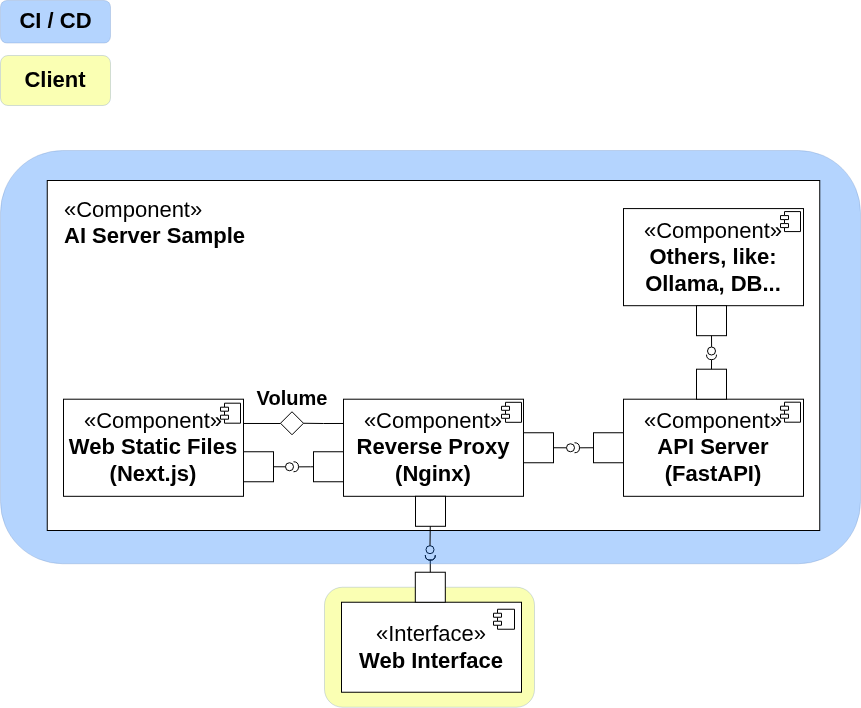 CI / CD
Client
«Component»
AI Server Sample
«Component»
Others, like:
Ollama, DB...
Volume
«Component»
Web Static Files
(Next.js)
«Component»
Reverse Proxy
(Nginx)
«Component»
API Server
(FastAPI)
«Interface»
Web Interface